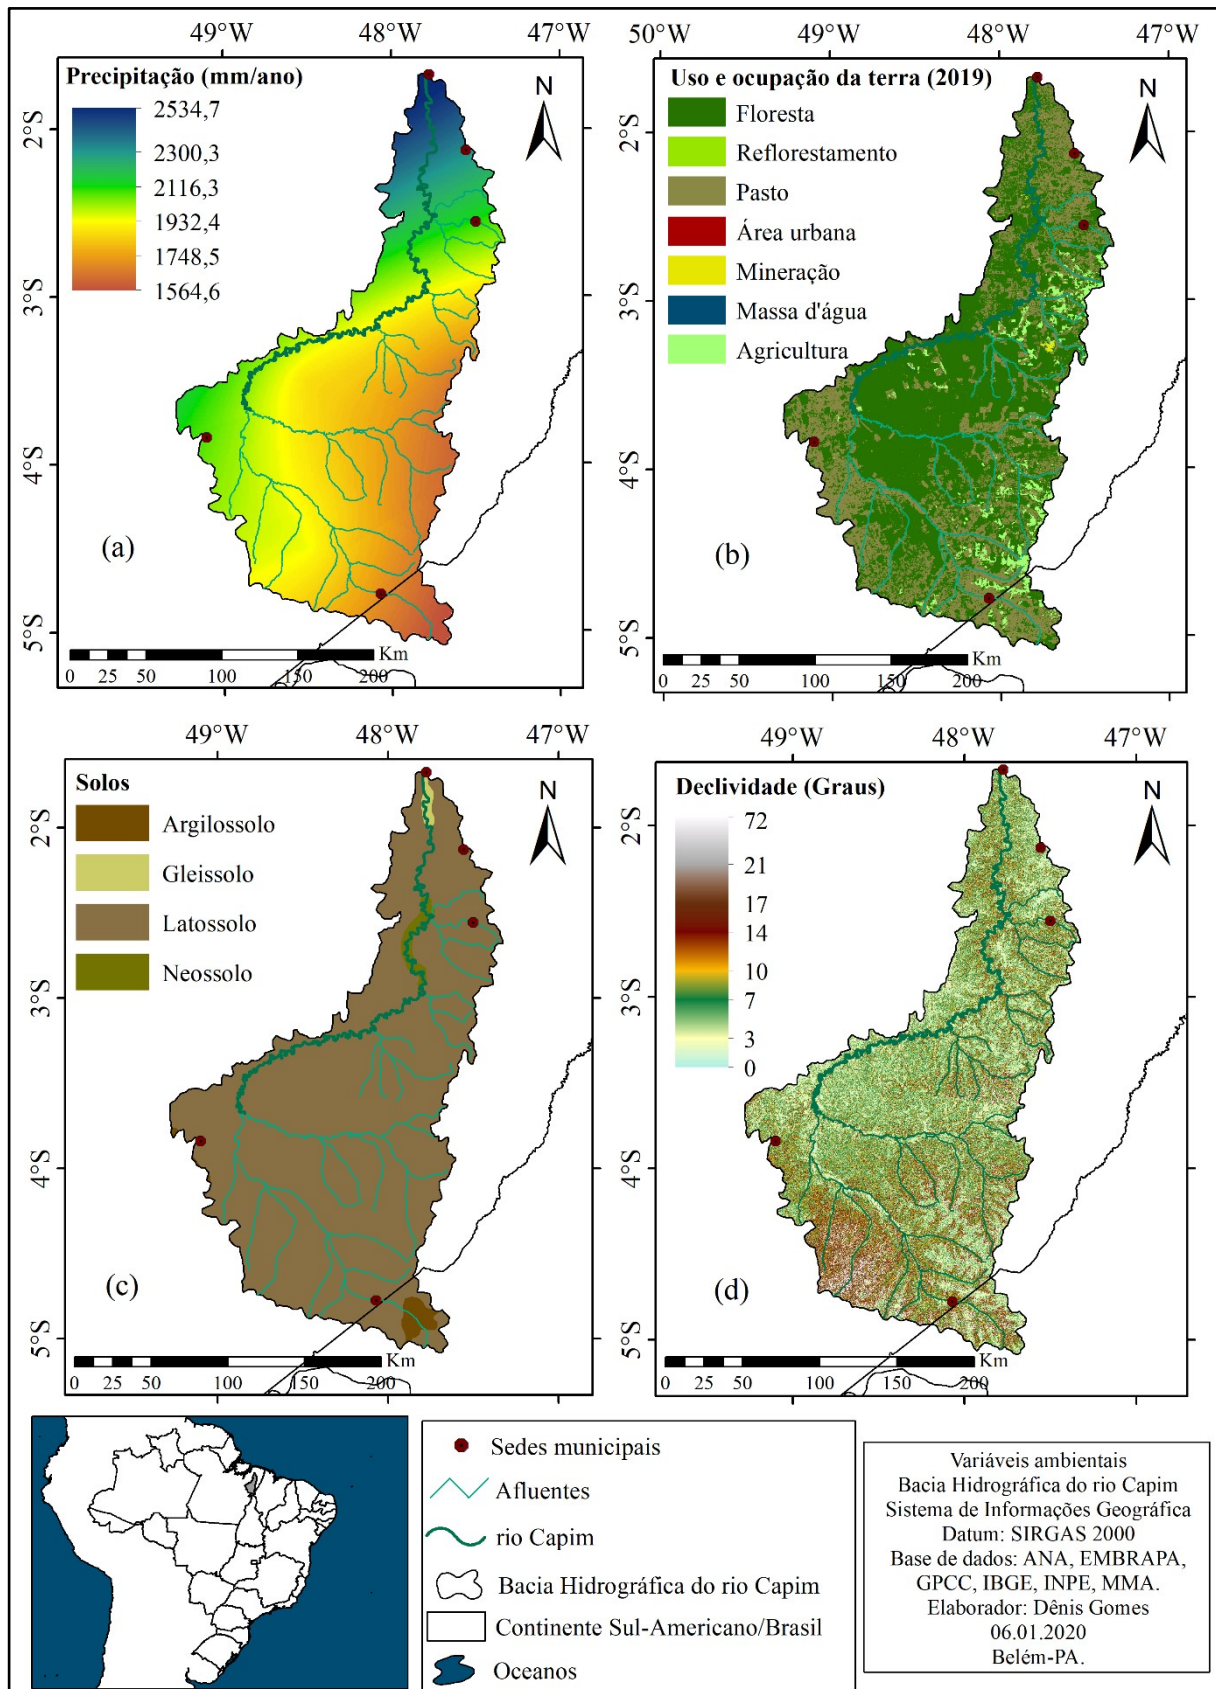 49°W 48°W 47°W
Precipitação (mm/ano)
2534,7
2300,3
2116,3
1932,4
1748,5
1564,6
N
2°S
3°S
4°S
5°S
(a)
Km
0 25 50 100 150 200
50°W 49°W 48°W 47°W
Uso e ocupação da terra (2019)
Floresta
Reflorestamento
Pasto
Área urbana
Mineração
Massa d'água
Agricultura
N
2°S
3°S
4°S
5°S
(b)
Km
0 25 50 100 150 200
49°W 48°W 47°W
Solos
Argilossolo
Gleissolo
Latossolo
Neossolo
N
2°S
3°S
4°S
5°S
(c)
Km
0 25 50 100 150 200
49°W 48°W 47°W
Declividade (Graus)
72
21
17
14
10
7
3
0
N
2°S
3°S
4°S
5°S
(d)
Km
0 25 50 100 150 200
Sedes municipais
Afluentes
rio Capim
Bacia Hidrográfica do rio Capim
Continente Sul-Americano/Brasil
Oceanos
Variáveis ambientais
Bacia Hidrográfica do rio Capim
Sistema de Informações Geográfica
Datum: SIRGAS 2000
Base de dados: ANA, EMBRAPA,
GPCC, IBGE, INPE, MMA.
Elaborador: Dênis Gomes
06.01.2020
Belém-PA.